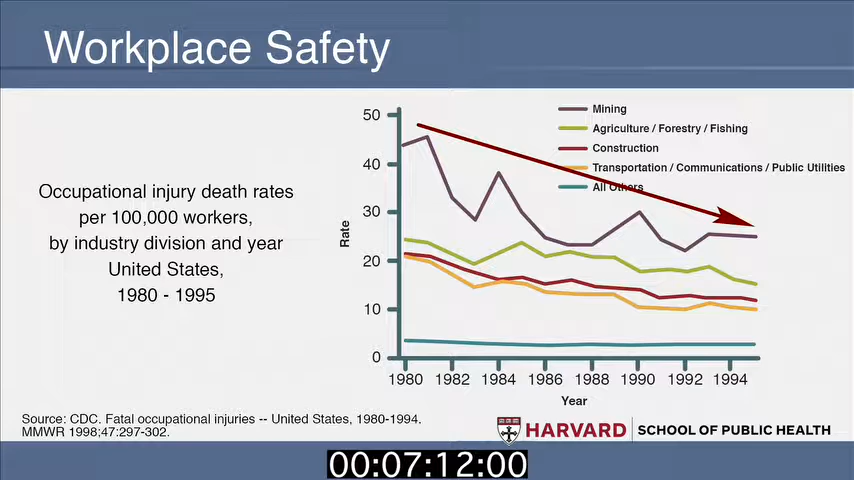 Workplace Safety
Occupational injury death rates
per 100,000 workers,
by industry division and year
United States,
1980 - 1995
Mining
Agriculture / Forestry / Fishing
Construction
Transportation / Communications / Public Utilities
All Others
Rate
50
40
30
20
10
0
1980 1982 1984 1986 1988 1990 1992 1994
Year
Source: CDC. Fatal occupational injuries -- United States, 1980-1994.
MMWR 1998;47:297-302.
HARVARD SCHOOL OF PUBLIC HEALTH
00:07:12:00